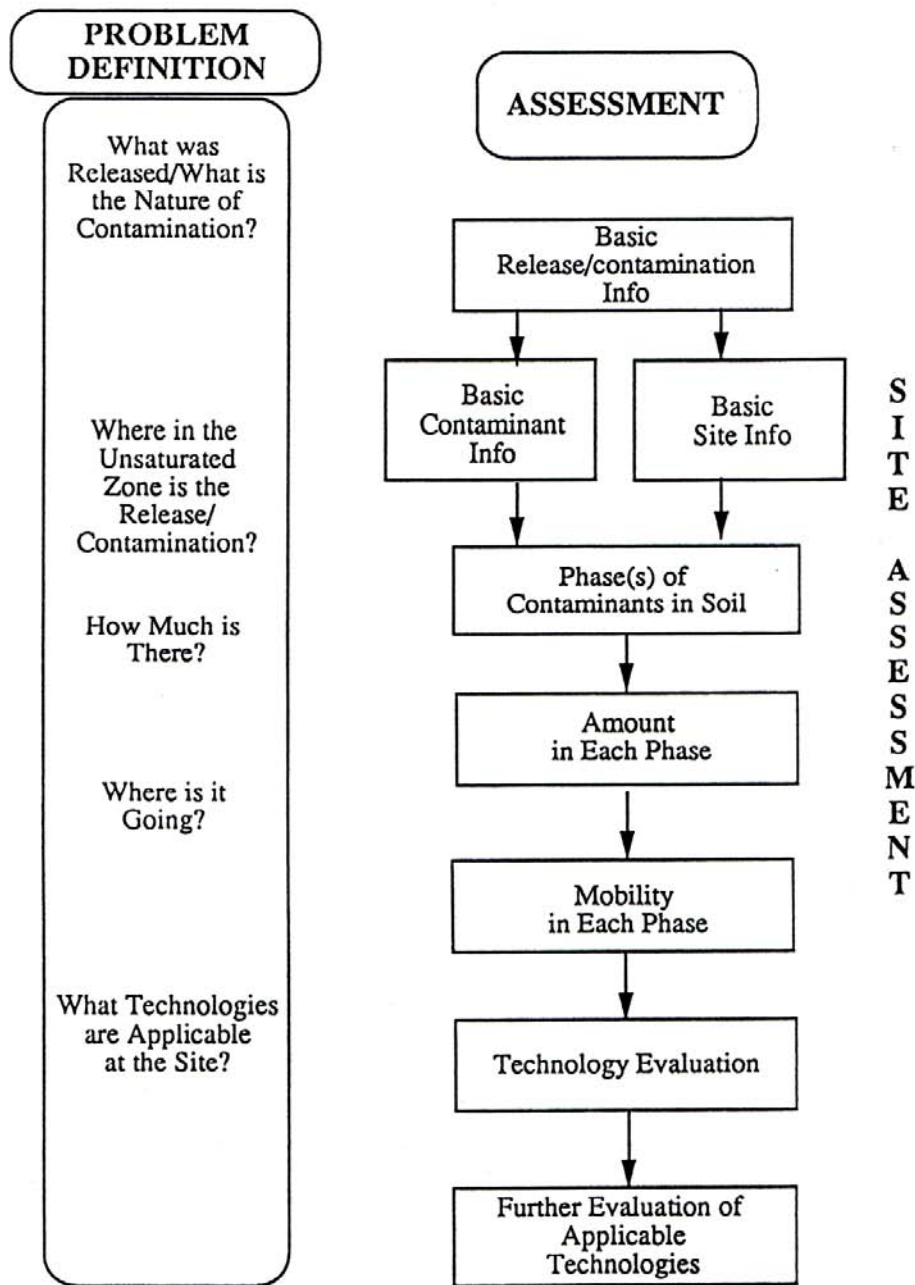 PROBLEM
DEFINITION
What was
Released/What is
the Nature of
Contamination?
Where in the
Unsaturated
Zone is the
Release/
Contamination?
How Much is
There?
Where is it
Going?
What Technologies
are Applicable
at the Site?
ASSESSMENT
Basic
Release/contamination
Info
Basic
Contaminant
Info
Basic
Site Info
Phase(s) of
Contaminants in Soil
Amount
in Each Phase
Mobility
in Each Phase
Technology Evaluation
Further Evaluation of
Applicable
Technologies
SITE ASSESSMENT